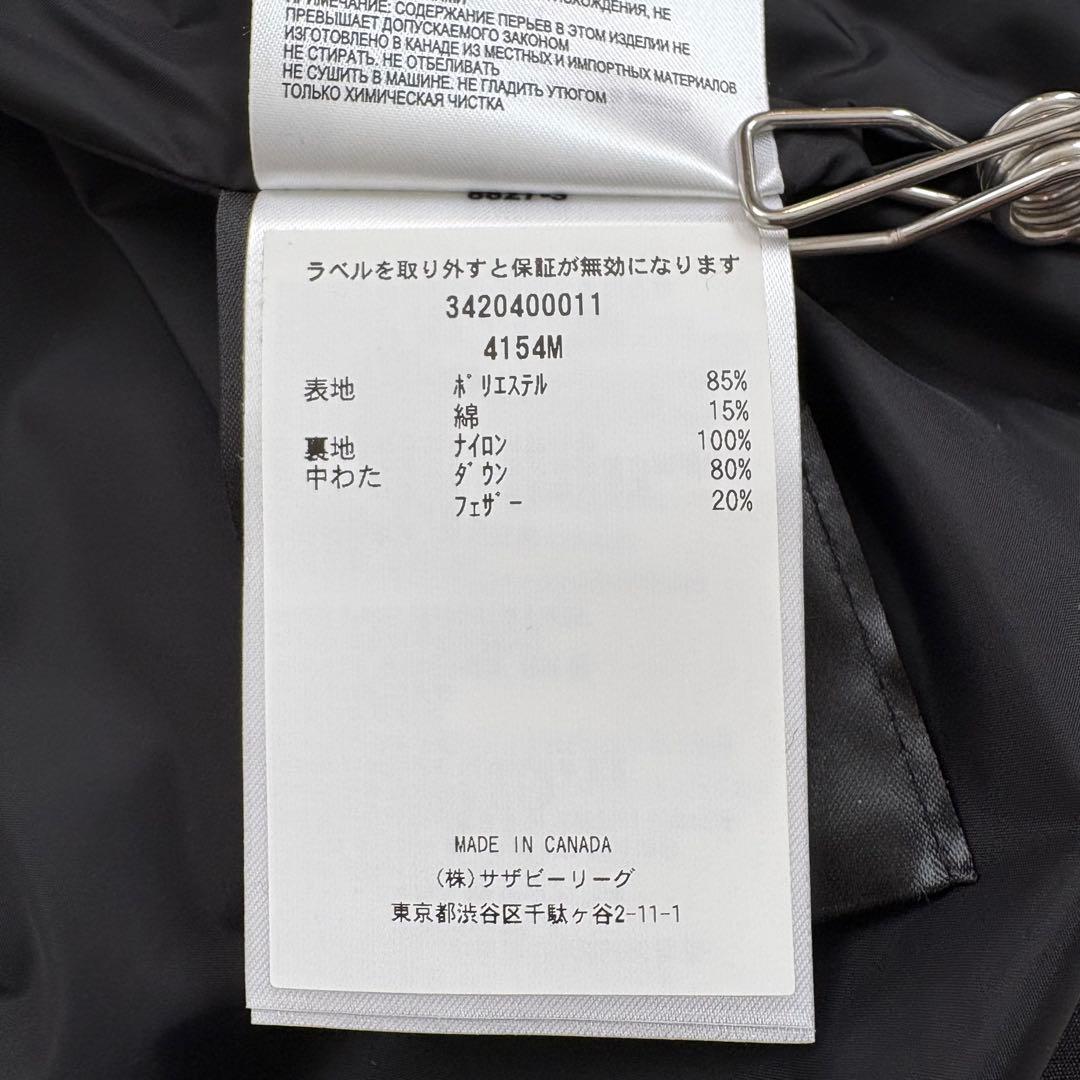 ИСХОЖДЕНИЯ, НЕ
ПРИМЕЧАНИЕ: СОДЕРЖАНИЕ ПЕРЬЕВ В ЭТОМ ИЗДЕЛИИ НЕ
ПРЕВЫШАЕТ ДОПУСКАЕМОГО ЗАКОНОМ
ИЗГОТОВЛЕНО В КАНАДЕ ИЗ МЕСТНЫХ И ИМПОРТНЫХ МАТЕРИАЛОВ
НЕ СТИРАТЬ. НЕ ОТБЕЛИВАТЬ
НЕ СУШИТЬ В МАШИНЕ. НЕ ГЛАДИТЬ УТЮГОМ
ТОЛЬКО ХИМИЧЕСКАЯ ЧИСТКА
ラベルを取り外すと保証が無効になります
3420400011
4154M
表地 ﾎﾟﾘｴｽﾃﾙ 85%
綿 15%
裏地 ﾅｲﾛﾝ 100%
中わた ﾀﾞｳﾝ 80%
ﾌｪｻﾞｰ 20%
MADE IN CANADA
(株)サザビーリーグ
東京都渋谷区千駄ヶ谷2-11-1